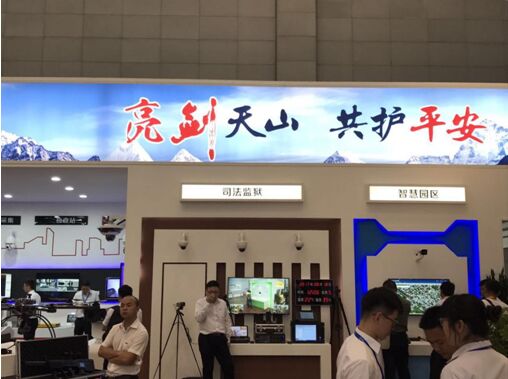 亮剑天山 共护平安
司法监狱
智慧园区